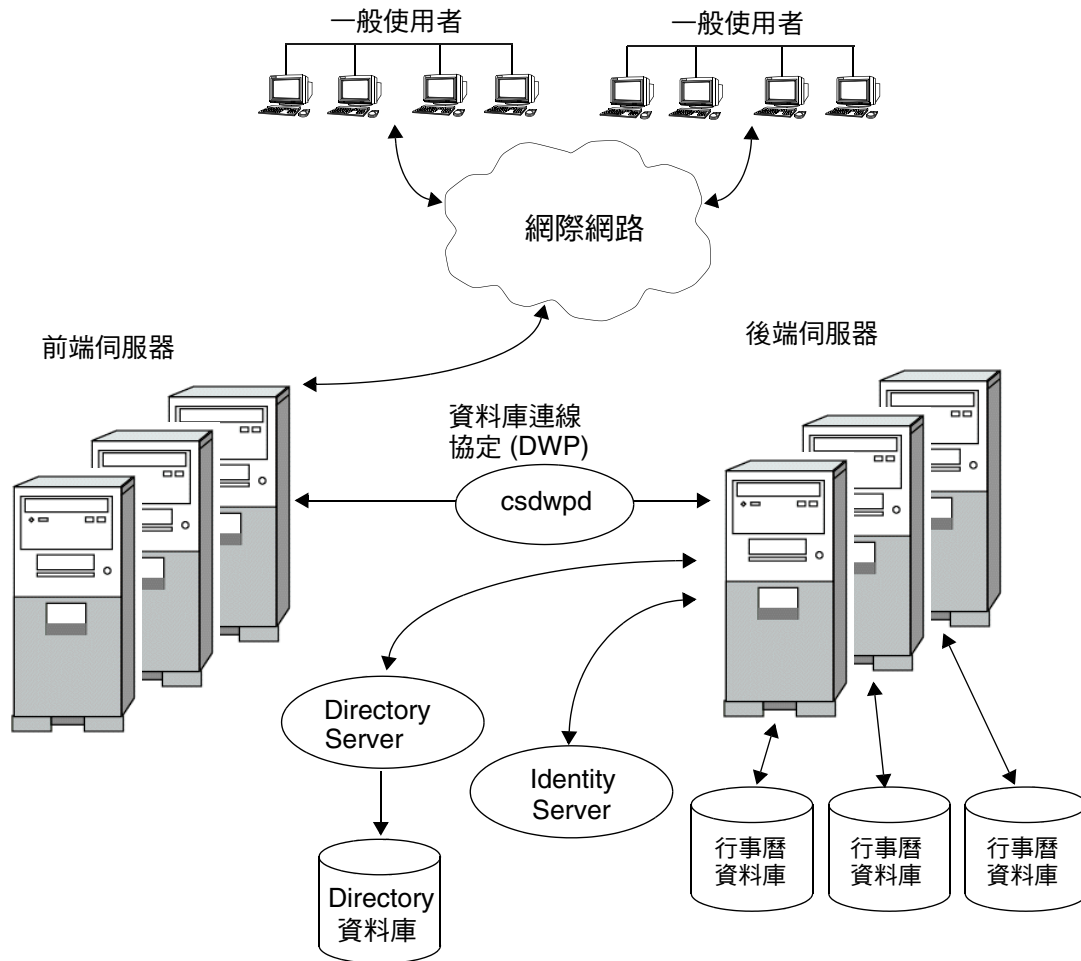 一般使用者
一般使用者
網際網路
前端伺服器
後端伺服器
資料庫連線
協定 (DWP)
csdwpd
Directory
Server
Identity
Server
行事曆
資料庫
行事曆
資料庫
行事曆
資料庫
Directory
資料庫